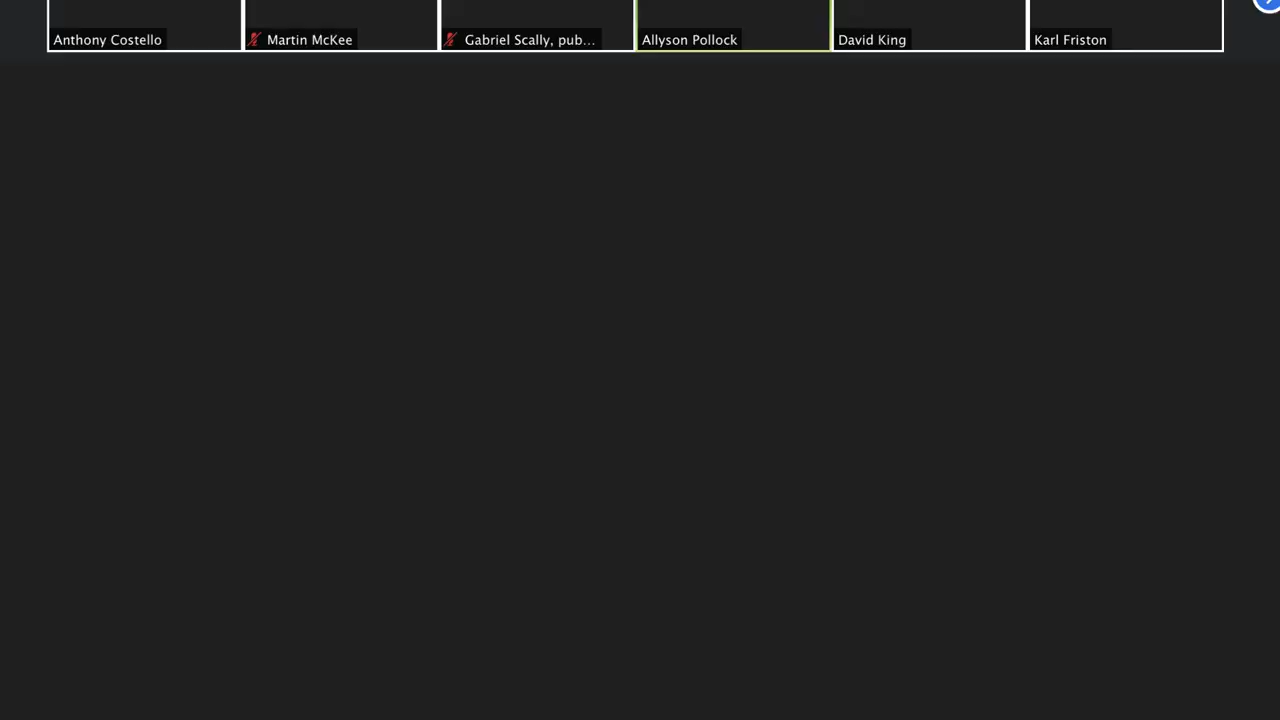 Anthony Costello
Martin McKee
Gabriel Scally, pub...
Allyson Pollock
David King
Karl Friston